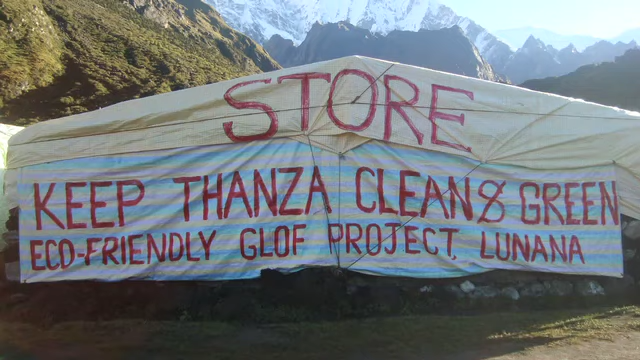 STORE
KEEP THANZA CLEAN & GREEN
ECO-FRIENDLY GLOF PROJECT, LUNANA